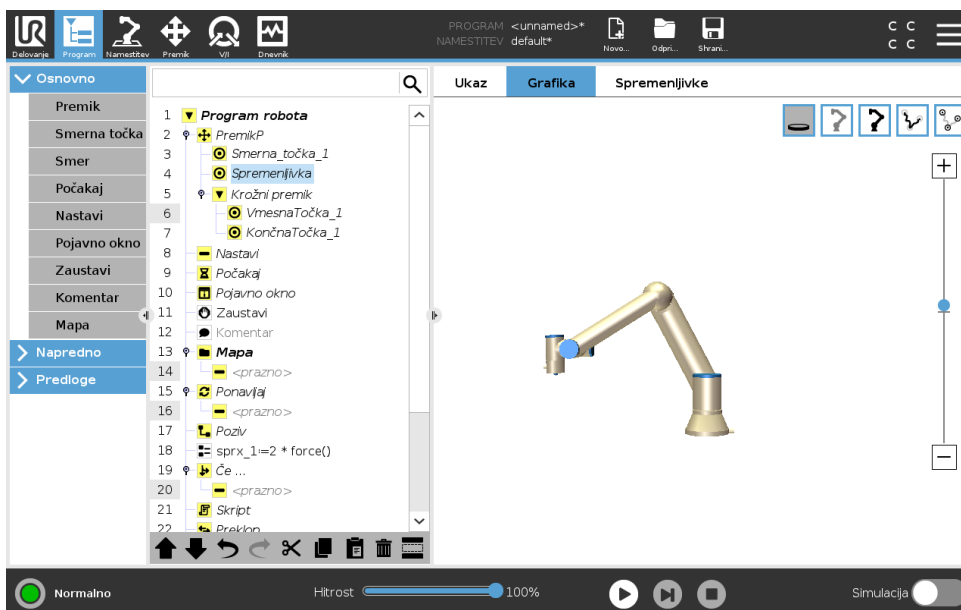 UR
PROGRAM <unnamed>*
NAMESTITEV default*
Delovanje Program Namestitev Premik V/I Dnevnik Novo... Odpri... Shrani...
C C
C C
Osnovno
Premik
Smerna točka
Smer
Počakaj
Nastavi
Pojavno okno
Zaustavi
Komentar
Mapa
Napredno
Predloge
1 Program robota
2 PremikP
3 Smerna_točka_1
4 Spremenljivka
5 Krožni premik
6 VmesnaTočka_1
7 KončnaTočka_1
8 Nastavi
9 Počakaj
10 Pojavno okno
11 Zaustavi
12 Komentar
13 Mapa
14 <prazno>
15 Ponavljaj
16 <prazno>
17 Poziv
18 sprx_1:=2 * force()
19 Če ...
20 <prazno>
21 Skript
22 Preklop
Ukaz Grafika Spremenljivke
Normalno Hitrost 100% Simulacija